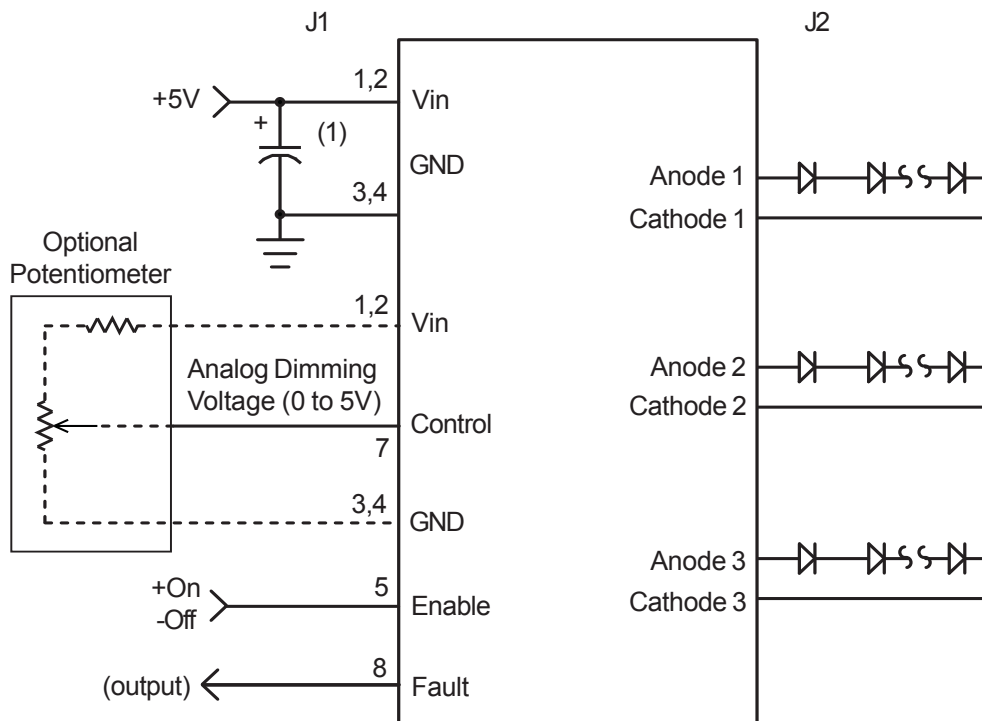 J1
J2
+5V
1,2
Vin
+
(1)
GND
3,4
Anode 1
Cathode 1
Optional
Potentiometer
1,2
Vin
Analog Dimming
Voltage (0 to 5V)
Control
7
Anode 2
Cathode 2
3,4
GND
Anode 3
Cathode 3
+On
-Off
5
Enable
(output)
8
Fault